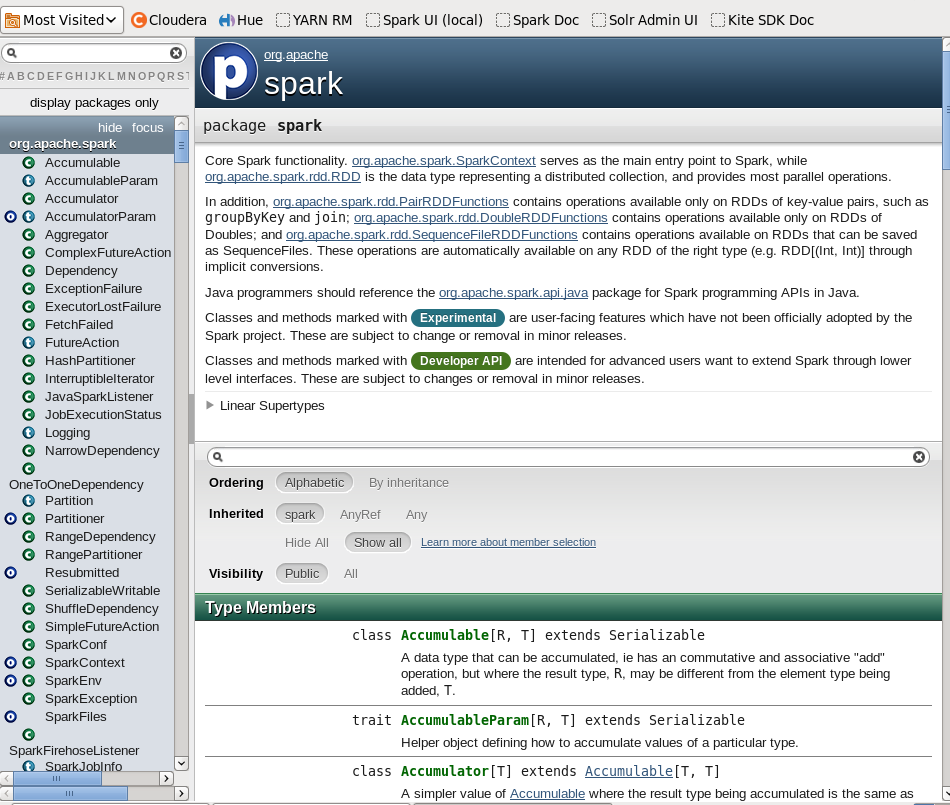 Most Visited Cloudera Hue YARN RM Spark UI (local) Spark Doc Solr Admin UI Kite SDK Doc
#ABCDEFGHIJKLMNOPQRST
display packages only
hide focus
org.apache.spark
Accumulable
AccumulableParam
Accumulator
AccumulatorParam
Aggregator
ComplexFutureAction
Dependency
ExceptionFailure
ExecutorLostFailure
FetchFailed
FutureAction
HashPartitioner
InterruptibleIterator
JavaSparkListener
JobExecutionStatus
Logging
NarrowDependency
OneToOneDependency
Partition
Partitioner
RangeDependency
RangePartitioner
Resubmitted
SerializableWritable
ShuffleDependency
SimpleFutureAction
SparkConf
SparkContext
SparkEnv
SparkException
SparkFiles
SparkFirehoseListener
SparkJobInfo
p
org.apache
spark
package spark
Core Spark functionality. org.apache.spark.SparkContext serves as the main entry point to Spark, while
org.apache.spark.rdd.RDD is the data type representing a distributed collection, and provides most parallel operations.
In addition, org.apache.spark.rdd.PairRDDFunctions contains operations available only on RDDs of key-value pairs, such as
groupByKey and join; org.apache.spark.rdd.DoubleRDDFunctions contains operations available only on RDDs of
Doubles; and org.apache.spark.rdd.SequenceFileRDDFunctions contains operations available on RDDs that can be saved
as SequenceFiles. These operations are automatically available on any RDD of the right type (e.g. RDD[(Int, Int)] through
implicit conversions.
Java programmers should reference the org.apache.spark.api.java package for Spark programming APIs in Java.
Classes and methods marked with Experimental are user-facing features which have not been officially adopted by the
Spark project. These are subject to change or removal in minor releases.
Classes and methods marked with Developer API are intended for advanced users want to extend Spark through lower
level interfaces. These are subject to changes or removal in minor releases.
Linear Supertypes
Ordering Alphabetic By inheritance
Inherited spark AnyRef Any
Hide All Show all Learn more about member selection
Visibility Public All
Type Members
class Accumulable[R, T] extends Serializable
A data type that can be accumulated, ie has an commutative and associative "add"
operation, but where the result type, R, may be different from the element type being
added, T.
trait AccumulableParam[R, T] extends Serializable
Helper object defining how to accumulate values of a particular type.
class Accumulator[T] extends Accumulable[T, T]
A simpler value of Accumulable where the result type being accumulated is the same as